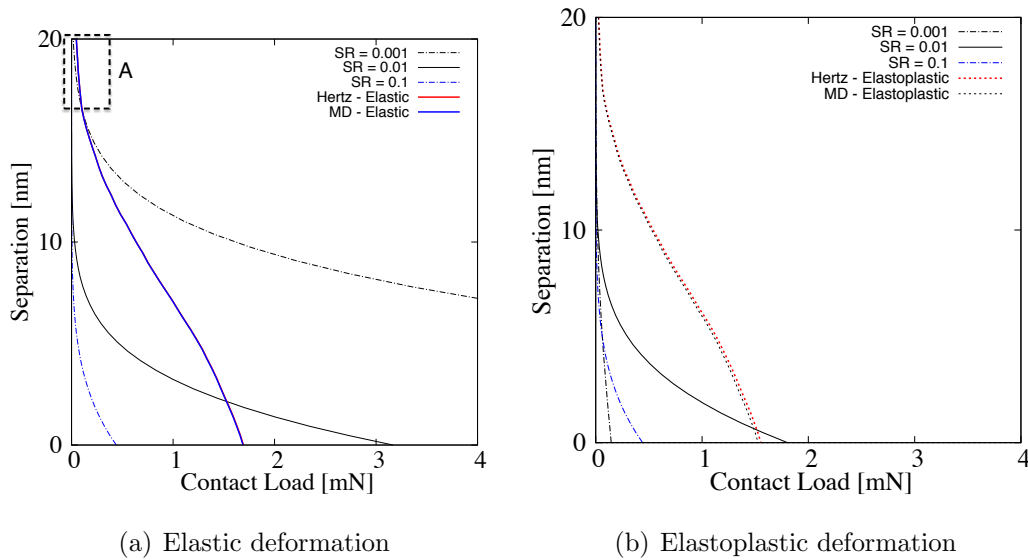 20
10
0
Separation [nm]
A
SR = 0.001
SR = 0.01
SR = 0.1
Hertz - Elastic
MD - Elastic
0 1 2 3 4
Contact Load [mN]
(a) Elastic deformation
20
10
0
Separation [nm]
SR = 0.001
SR = 0.01
SR = 0.1
Hertz - Elastoplastic
MD - Elastoplastic
0 1 2 3 4
Contact Load [mN]
(b) Elastoplastic deformation